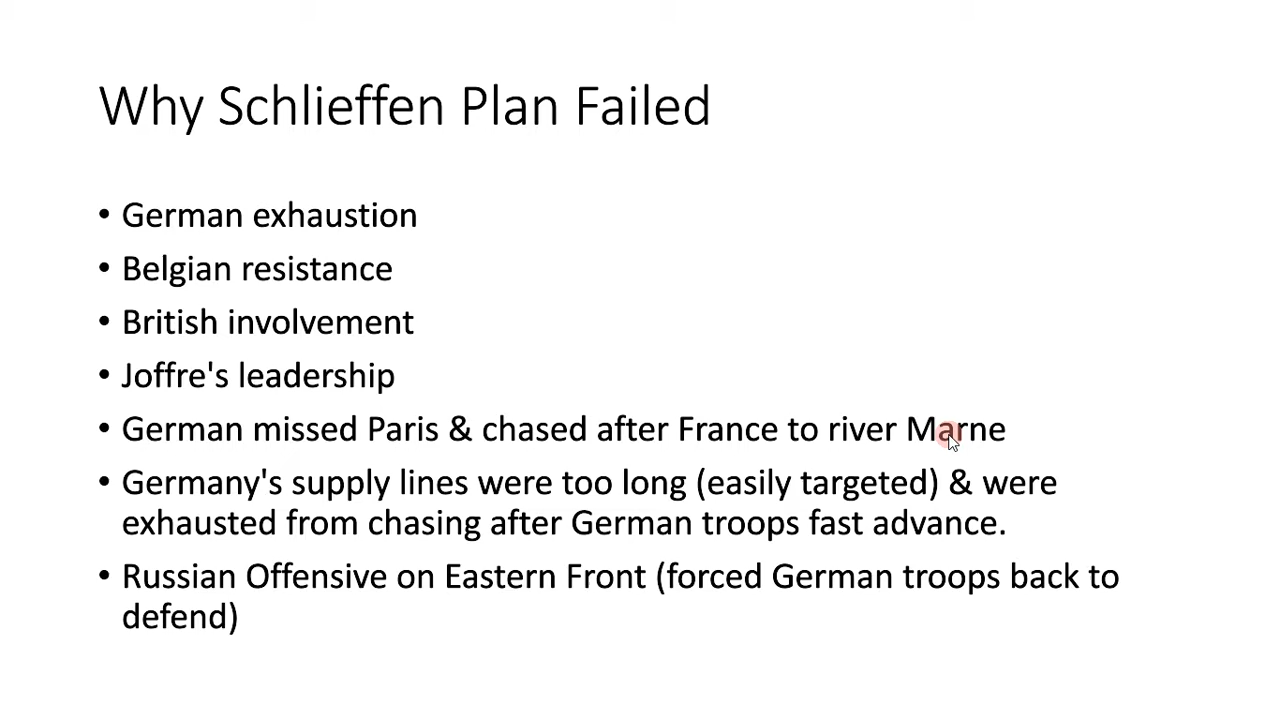 Why Schlieffen Plan Failed
• German exhaustion
• Belgian resistance
• British involvement
• Joffre's leadership
• German missed Paris & chased after France to river Marne
• Germany's supply lines were too long (easily targeted) & were
exhausted from chasing after German troops fast advance.
• Russian Offensive on Eastern Front (forced German troops back to
defend)